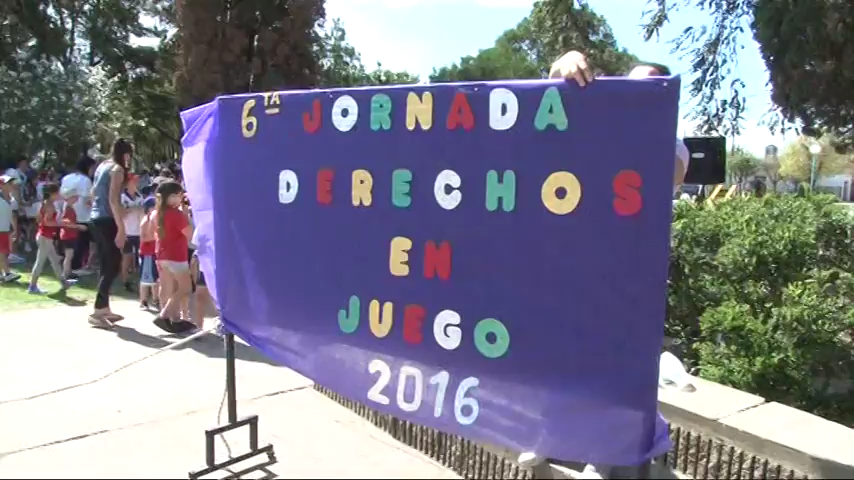 6TA JORNADA
DERECHOS
EN
JUEGO
2016